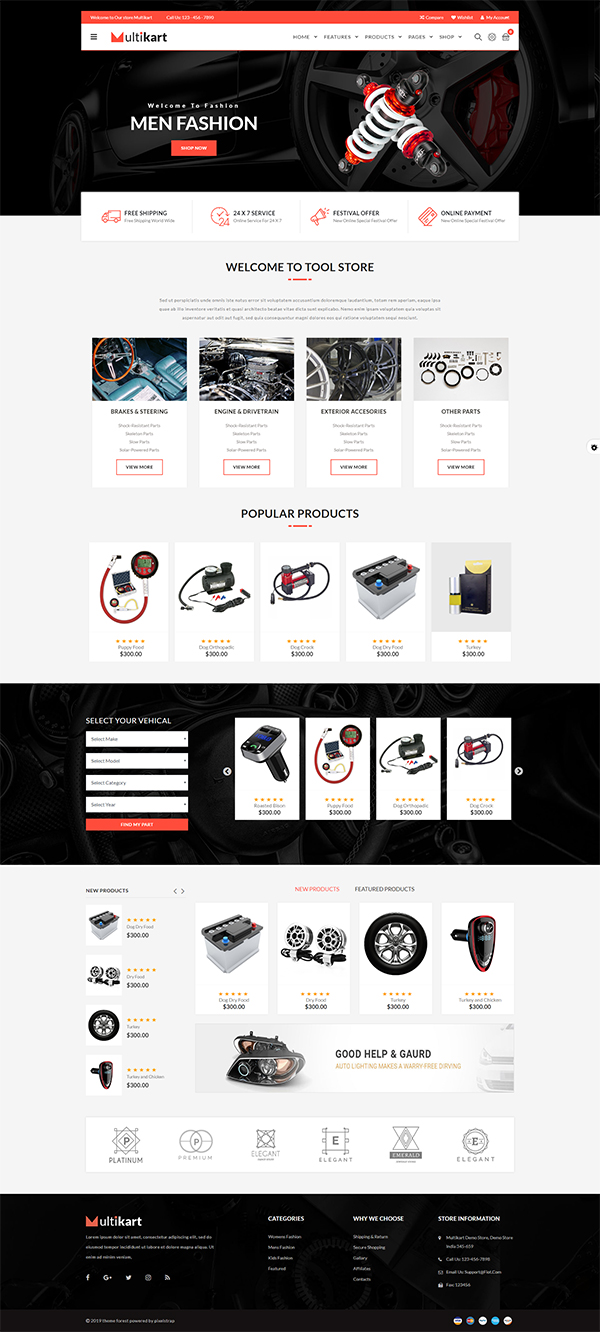 Welcome to Our store Multikart Call Us: 123 - 456 - 7890 Compare Wishlist My Account
Multikart HOME FEATURES PRODUCTS PAGES SHOP
Welcome To Fashion
MEN FASHION
SHOP NOW
FREE SHIPPING
Free Shipping World Wide
24 X 7 SERVICE
Online Service For 24 X 7
FESTIVAL OFFER
New Online Special Festival Offer
ONLINE PAYMENT
New Online Special Festival Offer
WELCOME TO TOOL STORE
Sed ut perspiciatis unde omnis iste natus error sit voluptatem accusantium doloremque laudantium, totam rem aperiam, eaque ipsa
quae ab illo inventore veritatis et quasi architecto beatae vitae dicta sunt explicabo. Nemo enim ipsam voluptatem quia voluptas sit
aspernatur aut odit aut fugit, sed quia consequuntur magni dolores eos qui ratione voluptatem sequi nesciunt.
BRAKES & STEERING
Shock-Resistant Parts
Skeleton Parts
Slow Parts
Solar-Powered Parts
VIEW MORE
ENGINE & DRIVETRAIN
Shock-Resistant Parts
Skeleton Parts
Slow Parts
Solar-Powered Parts
VIEW MORE
EXTERIOR ACCESORIES
Shock-Resistant Parts
Skeleton Parts
Slow Parts
Solar-Powered Parts
VIEW MORE
OTHER PARTS
Shock-Resistant Parts
Skeleton Parts
Slow Parts
Solar-Powered Parts
VIEW MORE
POPULAR PRODUCTS
Puppy Food
$300.00
Dog Orthopadic
$300.00
Dog Crock
$300.00
Dog Dry Food
$300.00
Turkey
$300.00
SELECT YOUR VEHICAL
Select Make
Select Model
Select Category
Select Year
FIND MY PART
Roasted Bison
$300.00
Puppy Food
$300.00
Dog Orthopadic
$300.00
Dog Crock
$300.00
NEW PRODUCTS
Dog Dry Food
$300.00
Dry Food
$300.00
Turkey
$300.00
Turkey and Chicken
$300.00
NEW PRODUCTS FEATURED PRODUCTS
Dog Dry Food
$300.00
Dry Food
$300.00
Turkey
$300.00
Turkey and Chicken
$300.00
GOOD HELP & GAURD
AUTO LIGHTING MAKES A WARRY-FREE DIRVING
P
PLATINUM
P
PREMIUM
ELEGANT
E
ELEGANT
EMERALD
E
ELEGANT
Multikart
Lorem ipsum dolor sit amet, consectetur adipiscing elit, sed do
eiusmod tempor incididunt ut labore et dolore magna aliqua. Ut
enim ad minim veniam,
CATEGORIES
Womens Fashion
Mens Fashion
Kids Fashion
Featured
WHY WE CHOOSE
Shipping & Return
Secure Shopping
Gallary
Affiliates
Contacts
STORE INFORMATION
Multikart Demo Store, Demo Store
India 345-659
Call Us: 123-456-7898
Email Us: Support@Fiot.Com
Fax: 123456
© 2019 theme forest powered by pixelstrap